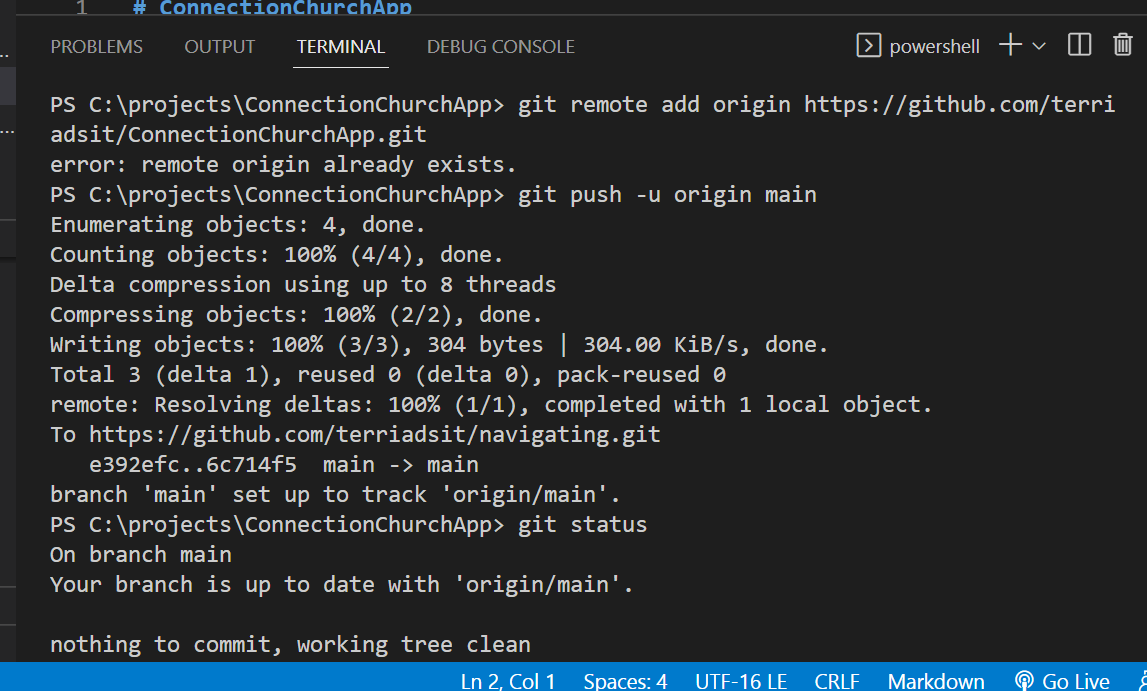 1 # ConnectionChurchApp
PROBLEMS OUTPUT TERMINAL DEBUG CONSOLE powershell
PS C:\projects\ConnectionChurchApp> git remote add origin https://github.com/terri
adsit/ConnectionChurchApp.git
error: remote origin already exists.
PS C:\projects\ConnectionChurchApp> git push -u origin main
Enumerating objects: 4, done.
Counting objects: 100% (4/4), done.
Delta compression using up to 8 threads
Compressing objects: 100% (2/2), done.
Writing objects: 100% (3/3), 304 bytes | 304.00 KiB/s, done.
Total 3 (delta 1), reused 0 (delta 0), pack-reused 0
remote: Resolving deltas: 100% (1/1), completed with 1 local object.
To https://github.com/terriadsit/navigating.git
   e392efc..6c714f5  main -> main
branch 'main' set up to track 'origin/main'.
PS C:\projects\ConnectionChurchApp> git status
On branch main
Your branch is up to date with 'origin/main'.
nothing to commit, working tree clean
Ln 2, Col 1 Spaces: 4 UTF-16 LE CRLF Markdown Go Live